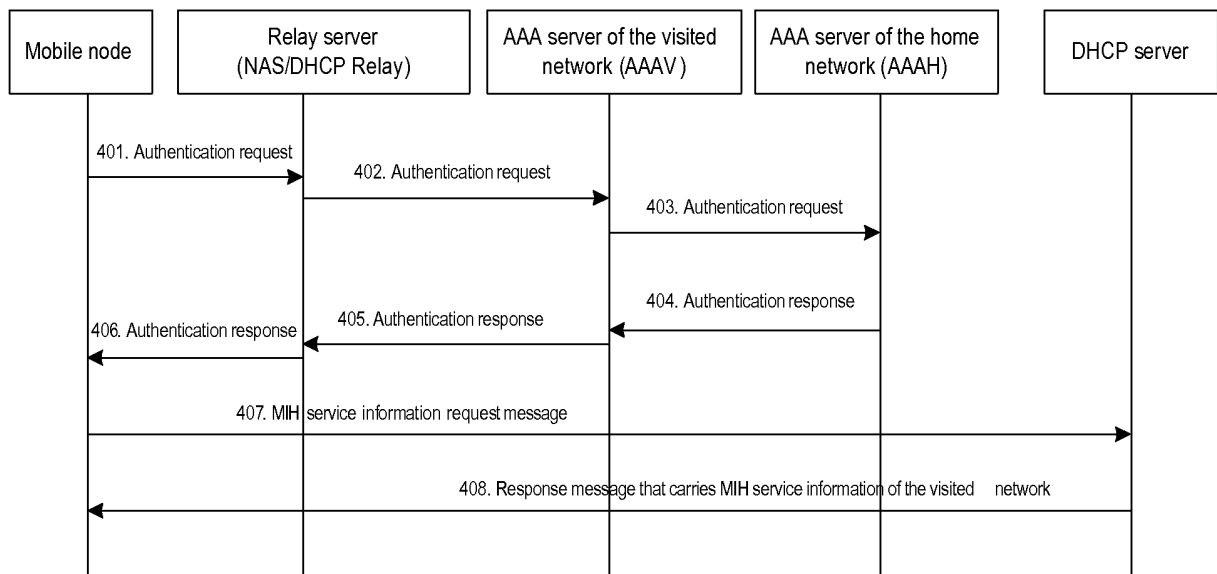 Mobile node
Relay server
(NAS/DHCP Relay)
AAA server of the visited
network (AAAV)
AAA server of the home
network (AAAH)
DHCP server
401. Authentication request
402. Authentication request
403. Authentication request
404. Authentication response
405. Authentication response
406. Authentication response
407. MIH service information request message
408. Response message that carries MIH service information of the visited network